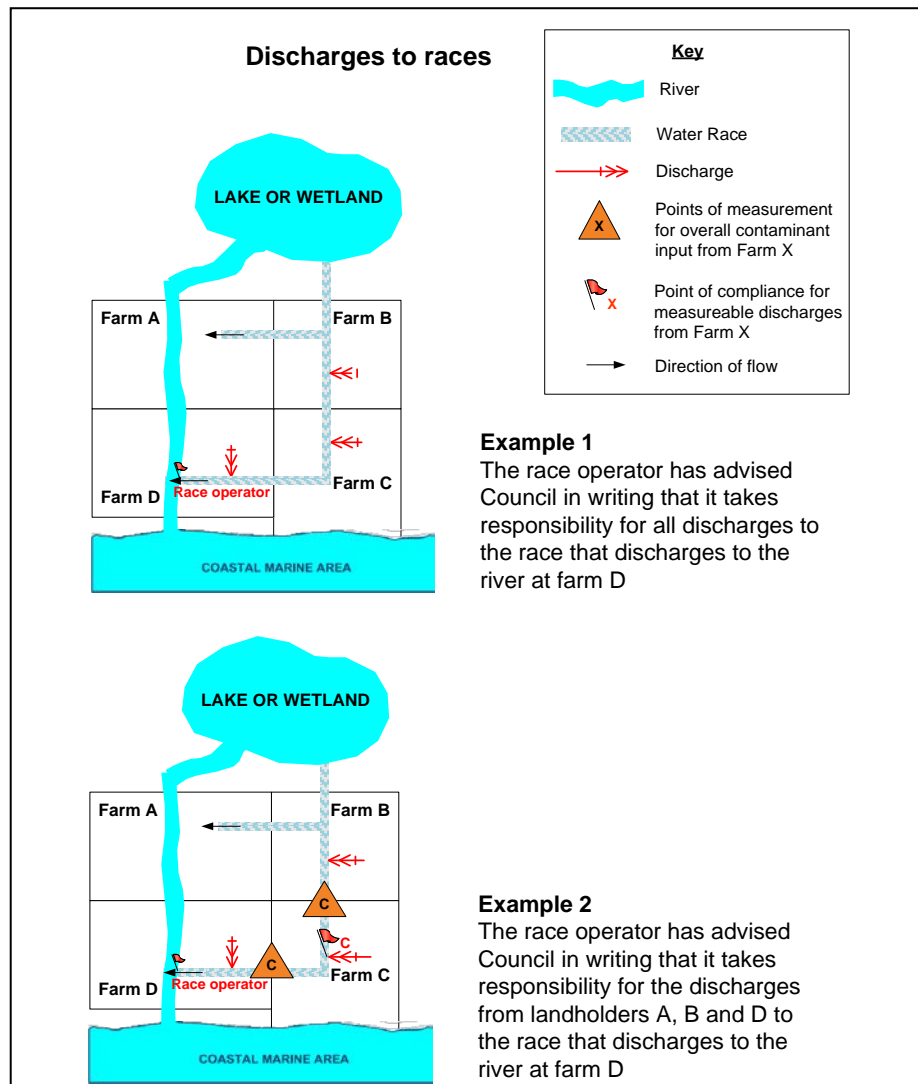 Discharges to races
Key
River
Water Race
Discharge
X
Points of measurement
for overall contaminant
input from Farm X
X
Point of compliance for
measureable discharges
from Farm X
Direction of flow
LAKE OR WETLAND
Farm A
Farm B
Farm D
Race operator
Farm C
COASTAL MARINE AREA
Example 1
The race operator has advised
Council in writing that it takes
responsibility for all discharges to
the race that discharges to the
river at farm D
LAKE OR WETLAND
Farm A
Farm B
C
C
C
Farm D
Race operator
Farm C
COASTAL MARINE AREA
Example 2
The race operator has advised
Council in writing that it takes
responsibility for the discharges
from landholders A, B and D to
the race that discharges to the
river at farm D